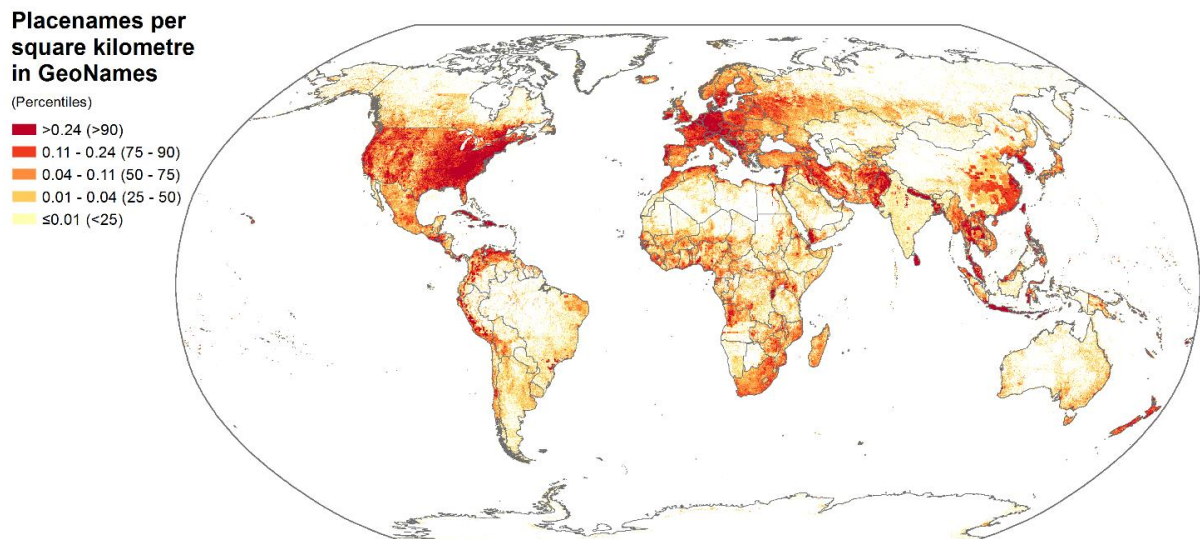 Placenames per
square kilometre
in GeoNames
(Percentiles)
>0.24 (>90)
0.11 - 0.24 (75 - 90)
0.04 - 0.11 (50 - 75)
0.01 - 0.04 (25 - 50)
≤0.01 (<25)